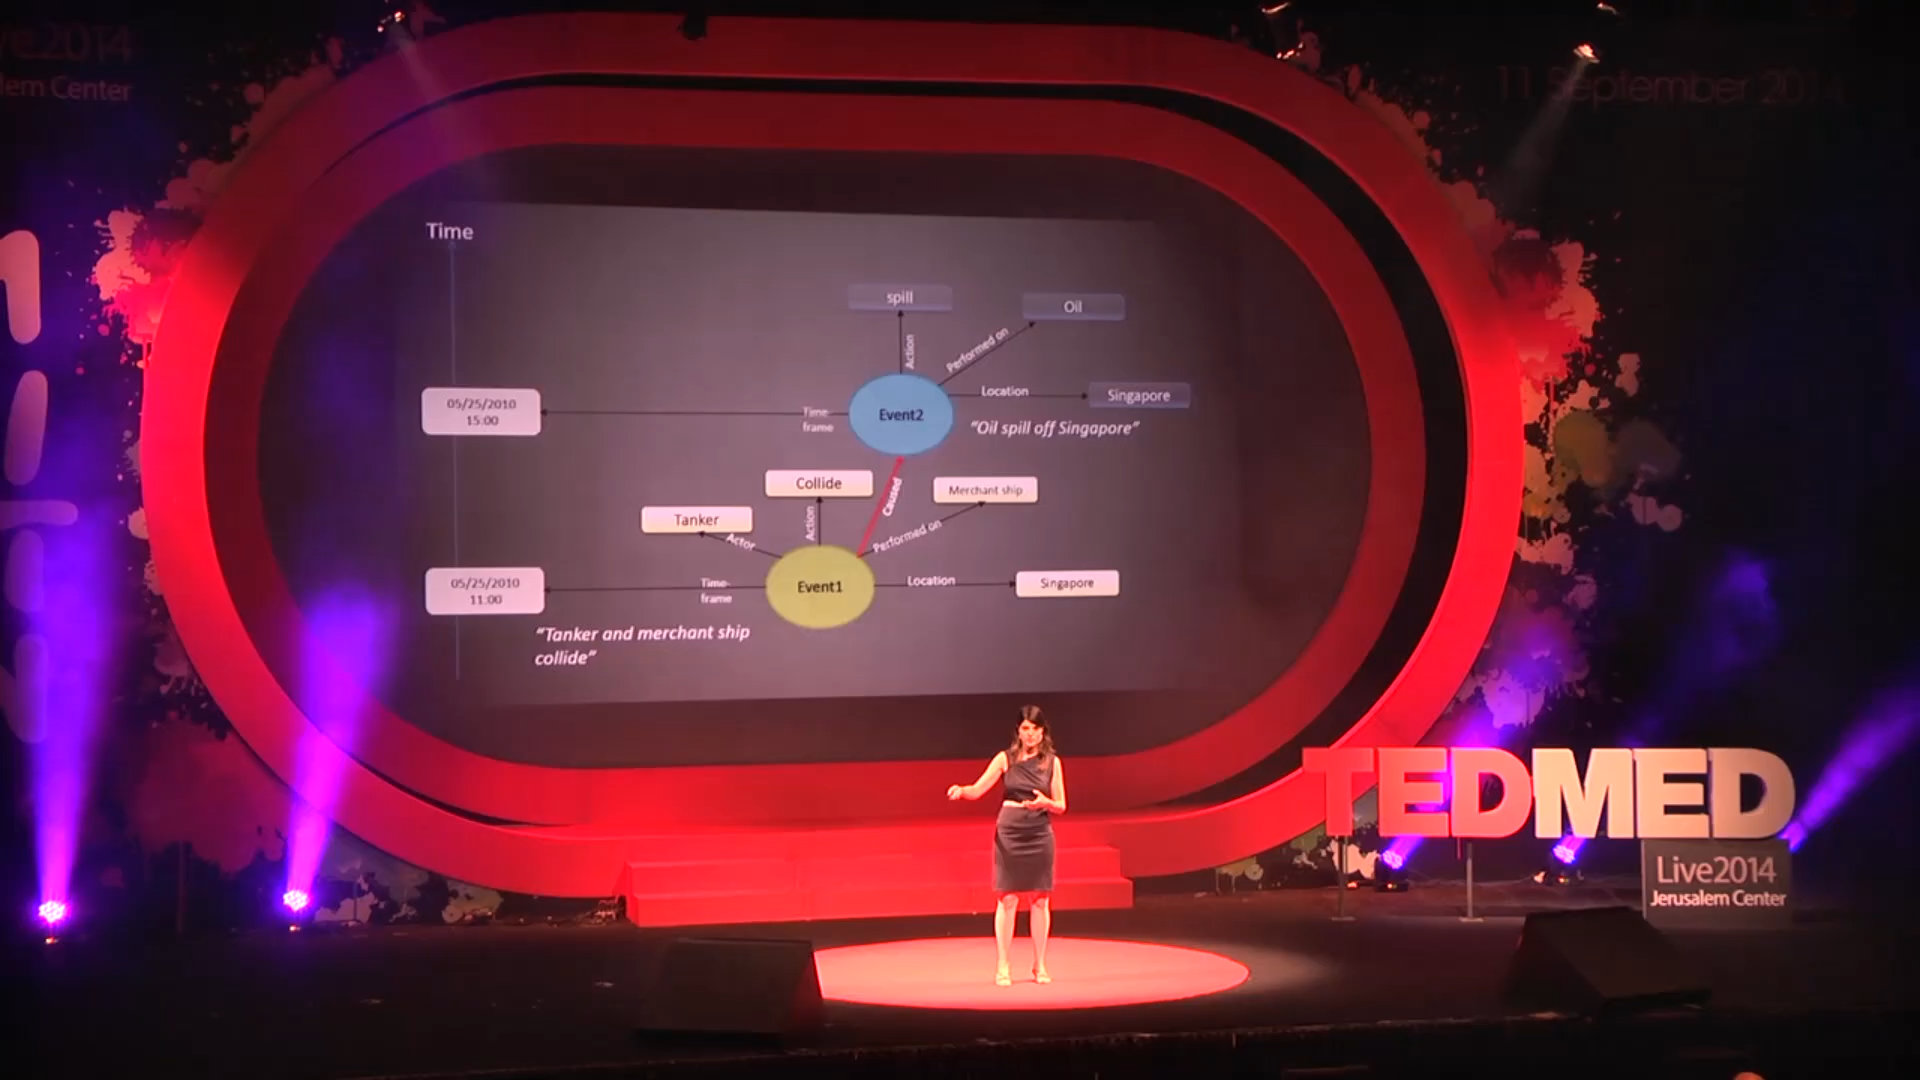 11 September 2014
Time
spill
Oil
Action
Performed on
Location
Singapore
05/25/2010
15:00
Time-
frame
Event2
"Oil spill off Singapore"
Collide
Merchant ship
Caused
Tanker
Action
Actor
Performed on
05/25/2010
11:00
Time-
frame
Event1
Location
Singapore
"Tanker and merchant ship
collide"
TEDMED
Live2014
Jerusalem Center